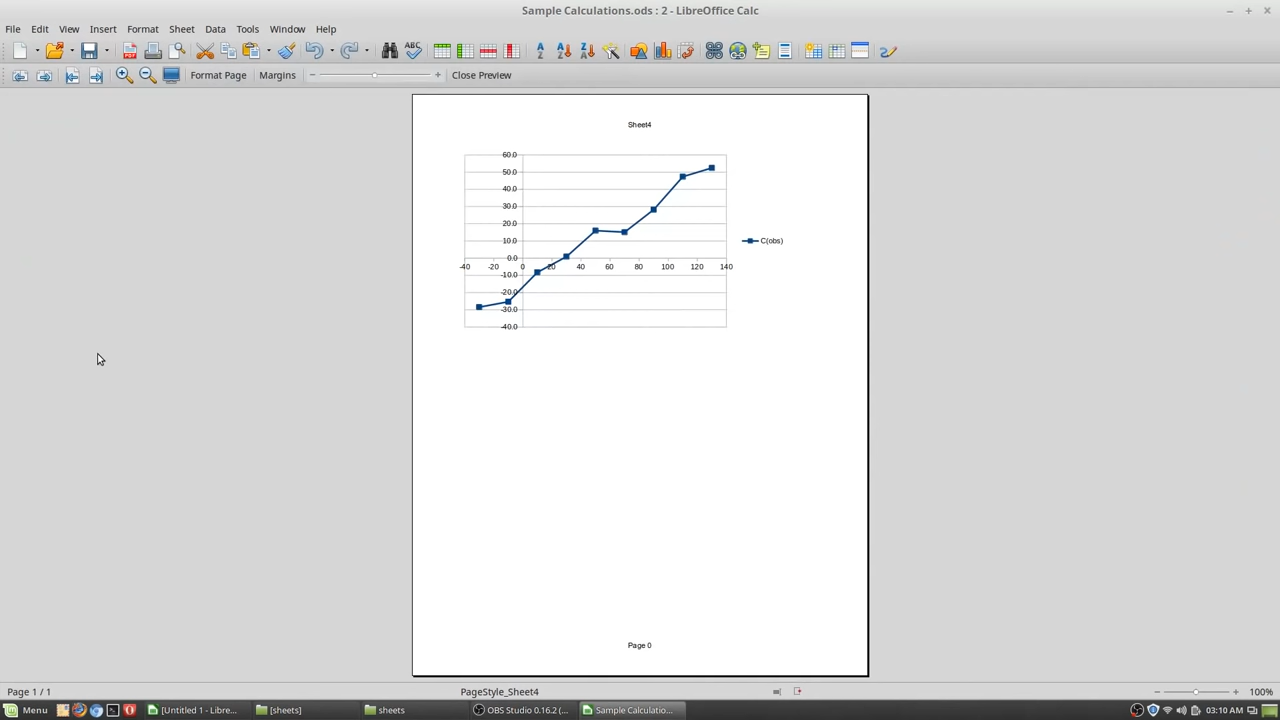 Sample Calculations.ods : 2 - LibreOffice Calc
File Edit View Insert Format Sheet Data Tools Window Help
Format Page Margins Close Preview
Sheet4
60.0
50.0
40.0
30.0
20.0
10.0
C(obs)
0.0
-40 -20 0 20 40 60 80 100 120 140
-10.0
-20.0
-30.0
-40.0
Page 0
Page 1 / 1 PageStyle_Sheet4 100%
Menu [Untitled 1 - Libre... [sheets] sheets OBS Studio 0.16.2 (... Sample Calculatio... 03:10 AM